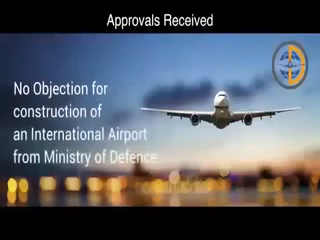 Approvals Received
No Objection for
construction of
an International Airport
from Ministry of Defence